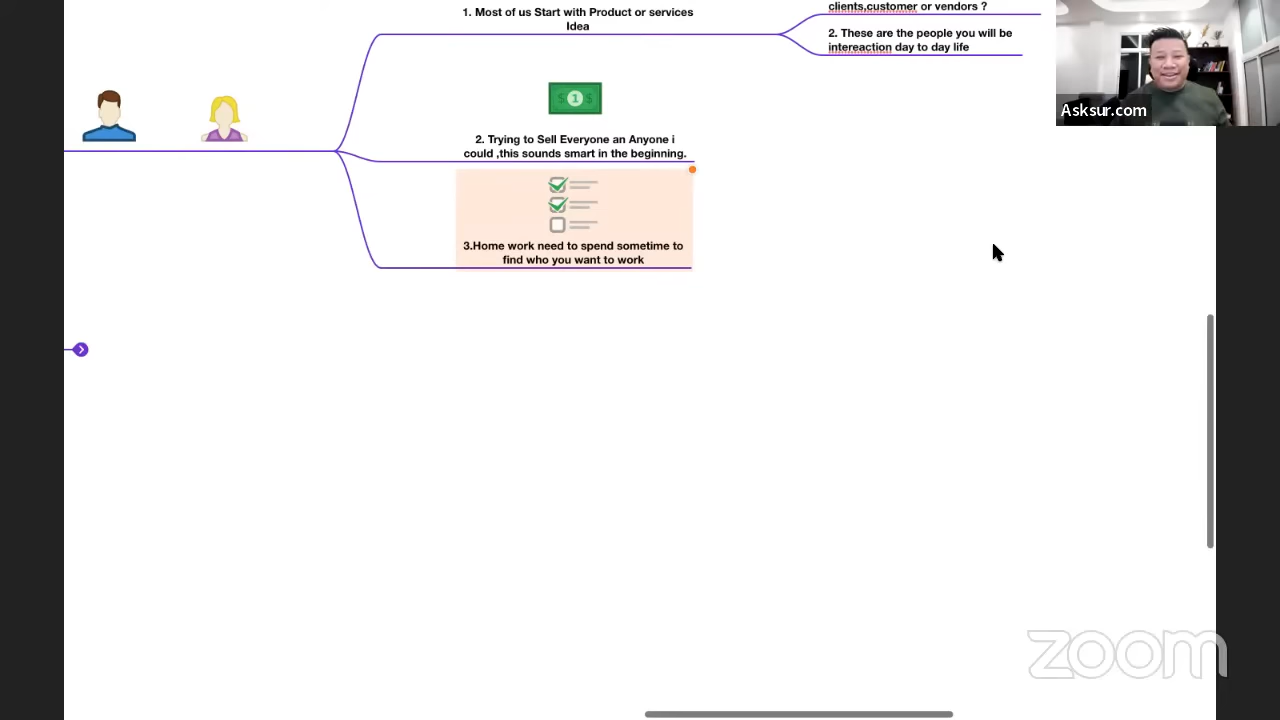 clients,customer or vendors ?
1. Most of us Start with Product or services
Idea
2. These are the people you will be
intereaction day to day life
$ 1 $
2. Trying to Sell Everyone an Anyone i
could ,this sounds smart in the beginning.
3.Home work need to spend sometime to
find who you want to work
Asksur.com
zoom